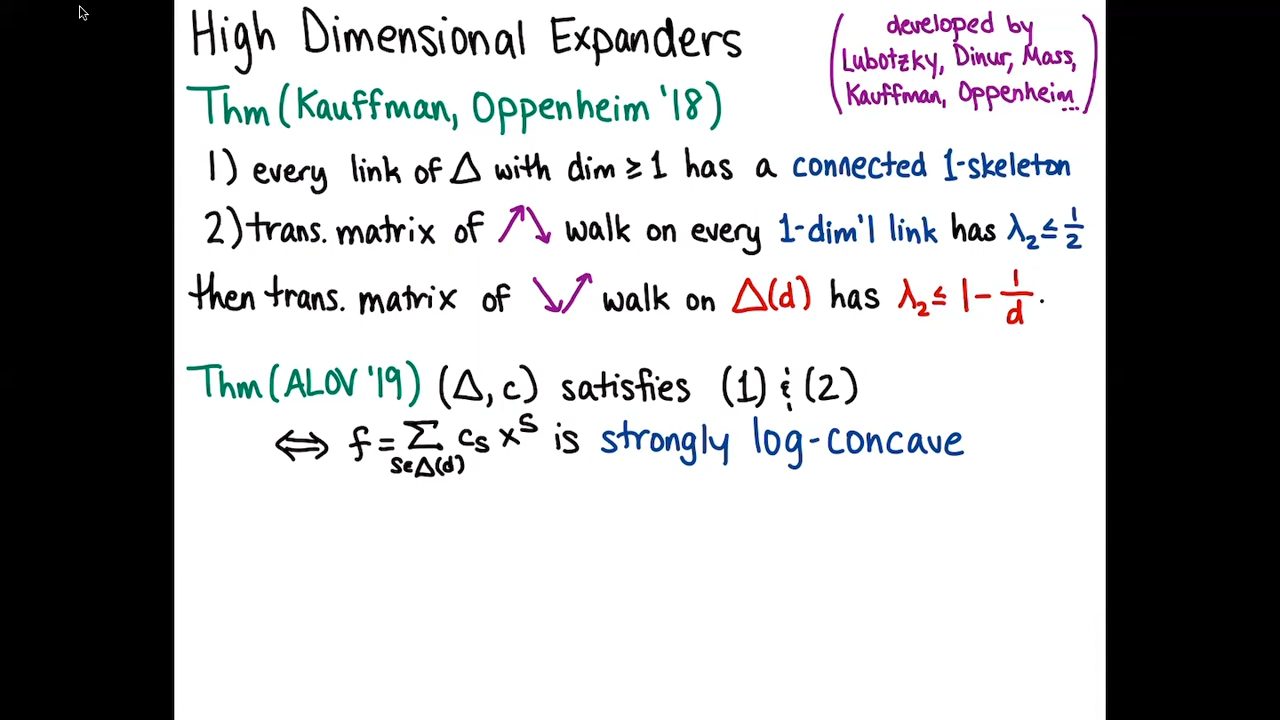 High Dimensional Expanders
(developed by
Lubotzky, Dinur, Mass,
Kauffman, Oppenheim...)
Thm (Kauffman, Oppenheim '18)
1) every link of Δ with dim ≥ 1 has a connected 1-skeleton
2) trans. matrix of ↗↘ walk on every 1-dim'l link has λ₂ ≤ 1/2
then trans. matrix of ↘↗ walk on Δ(d) has λ₂ ≤ 1 - 1/d.
Thm (ALOV '19) (Δ, c) satisfies (1) & (2)
⟺ f = Σ_{S∈Δ(d)} c_S x^S is strongly log-concave